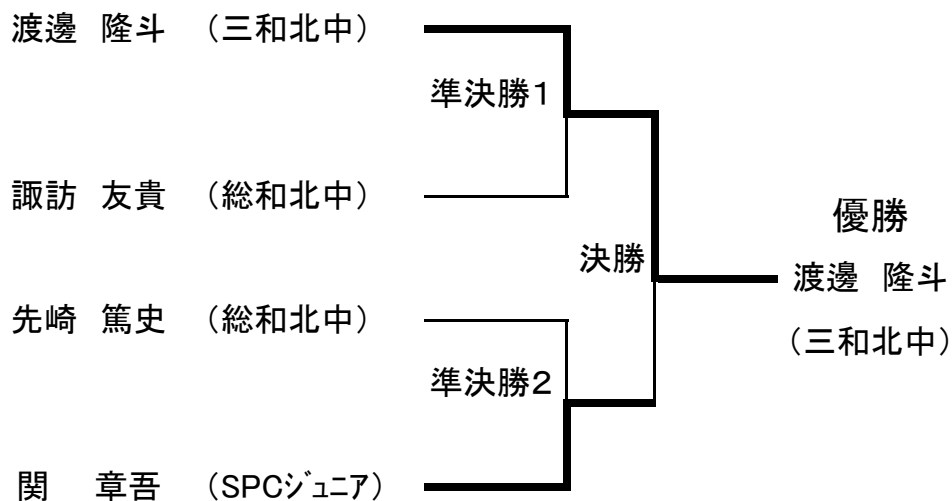 渡邊　隆斗　（三和北中）
準決勝１
諏訪　友貴　（総和北中）
優勝
決勝
渡邊　隆斗
（三和北中）
先崎　篤史　（総和北中）
準決勝２
関　　章吾　（SPCｼﾞｭﾆｱ）